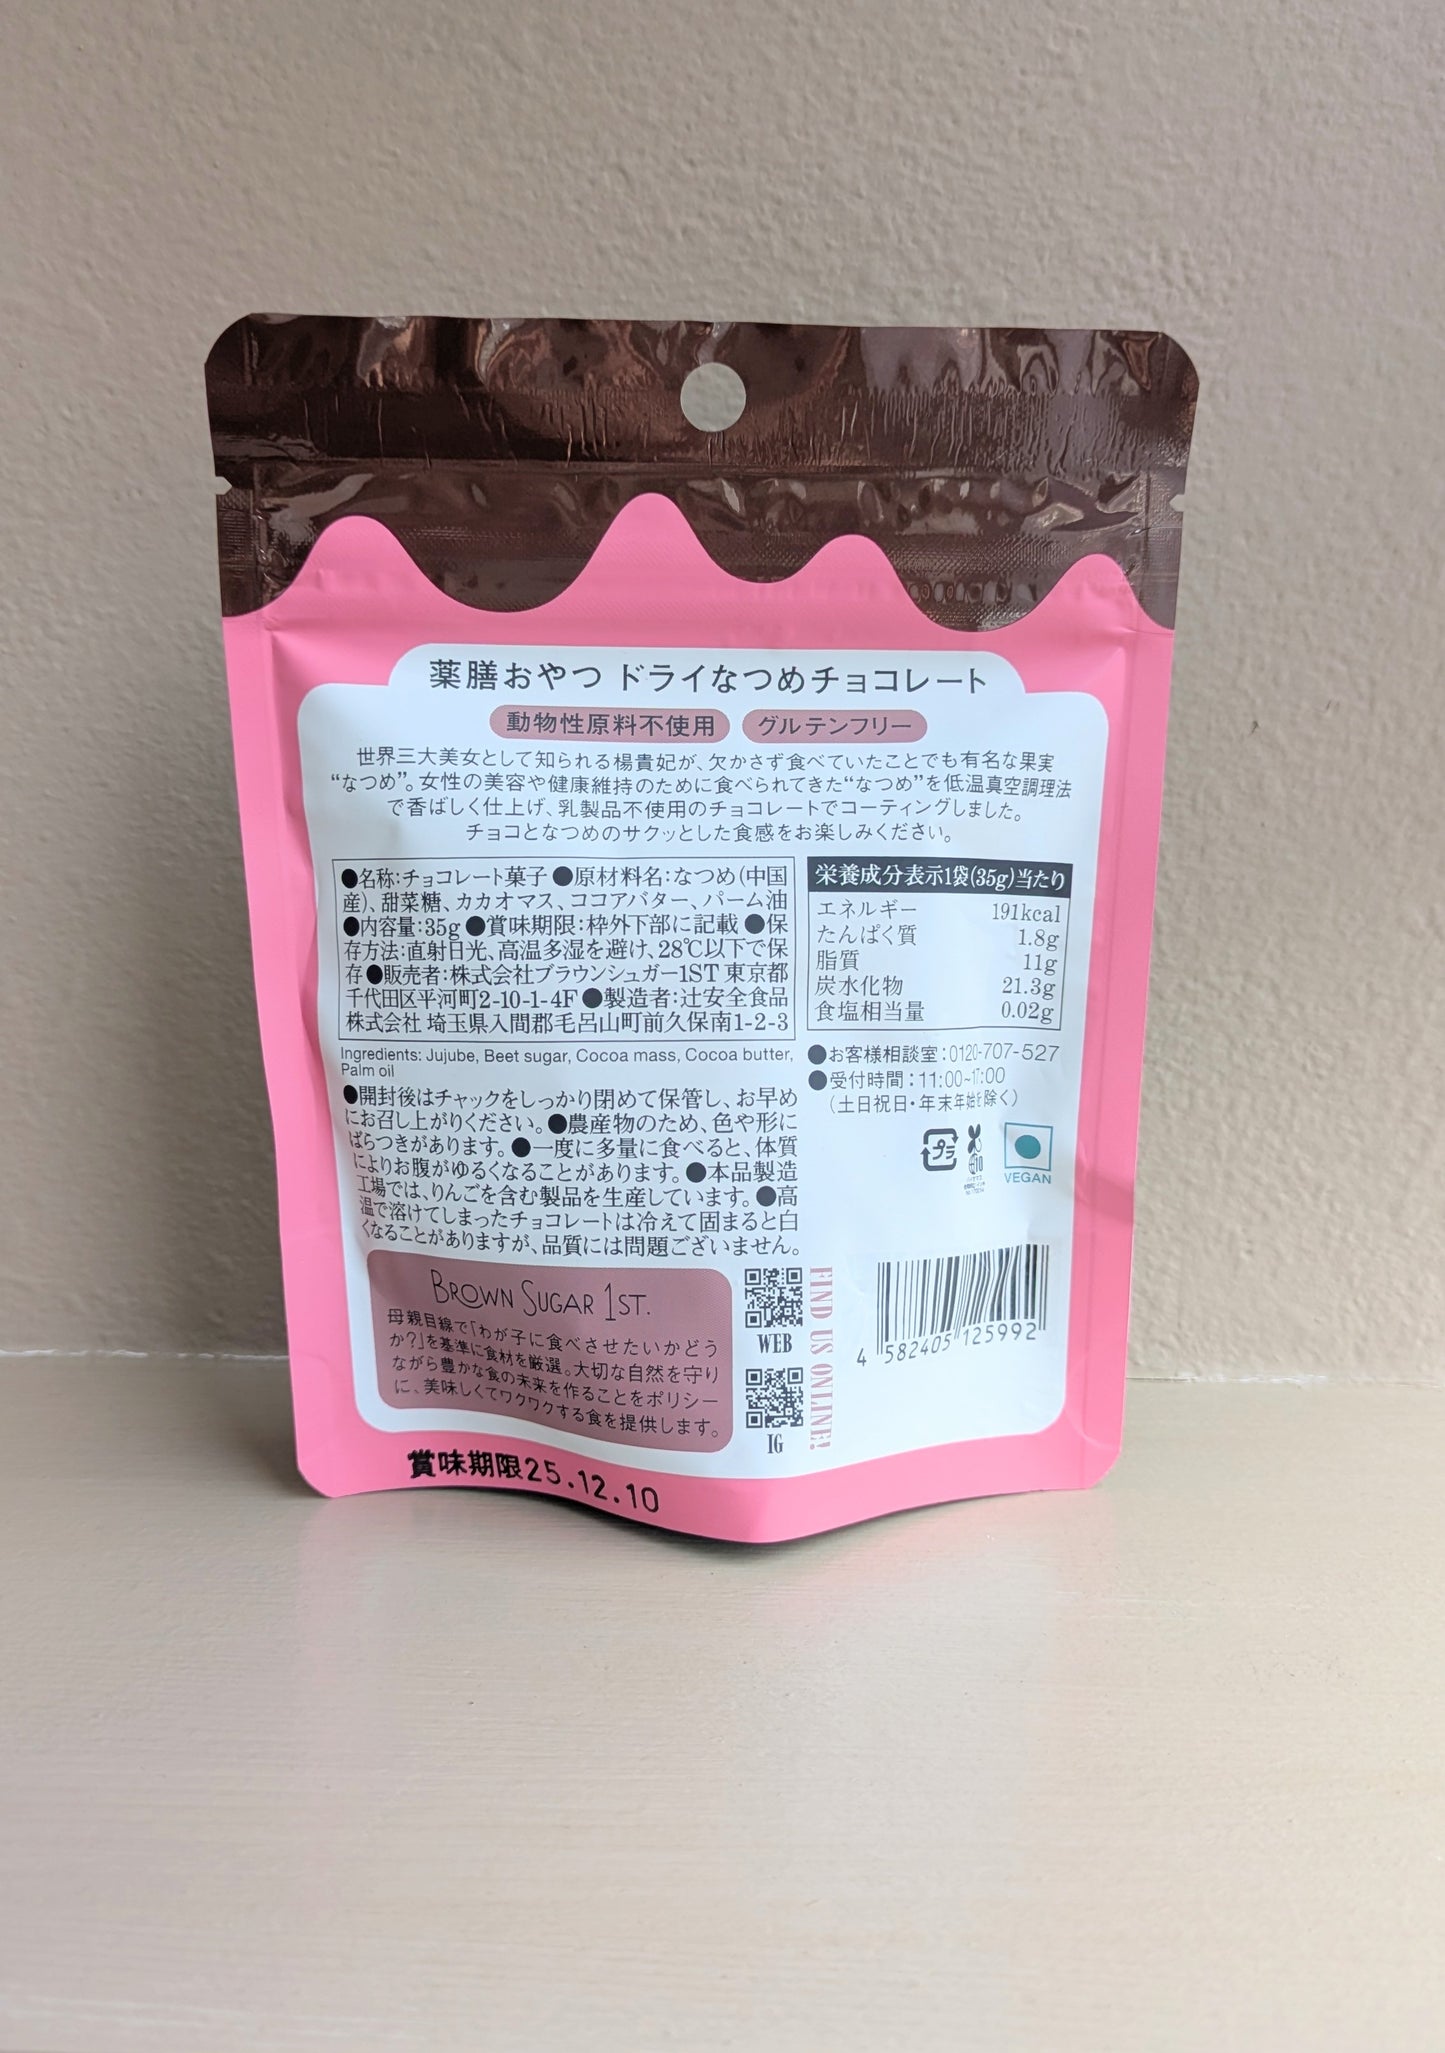 薬膳おやつ ドライなつめチョコレート
動物性原料不使用 グルテンフリー
世界三大美女として知られる楊貴妃が、欠かさず食べていたことでも有名な果実
“なつめ”。女性の美容や健康維持のために食べられてきた“なつめ”を低温真空調理法
で香ばしく仕上げ、乳製品不使用のチョコレートでコーティングしました。
チョコとなつめのサクッとした食感をお楽しみください。
●名称:チョコレート菓子 ●原材料名:なつめ(中国
産)、甜菜糖、カカオマス、ココアバター、パーム油
●内容量:35g ●賞味期限:枠外下部に記載 ●保
存方法:直射日光、高温多湿を避け、28℃以下で保
存 ●販売者:株式会社ブラウンシュガー1ST 東京都
千代田区平河町2-10-1-4F ●製造者:辻安全食品
株式会社 埼玉県入間郡毛呂山町前久保南1-2-3
Ingredients: Jujube, Beet sugar, Cocoa mass, Cocoa butter,
Palm oil
●開封後はチャックをしっかり閉めて保管し、お早め
にお召し上がりください。●農産物のため、色や形に
ばらつきがあります。●一度に多量に食べると、体質
によりお腹がゆるくなることがあります。●本品製造
工場では、りんごを含む製品を生産しています。●高
温で溶けてしまったチョコレートは冷えて固まると白
くなることがありますが、品質には問題ございません。
栄養成分表示1袋(35g)当たり
エネルギー 191kcal
たんぱく質 1.8g
脂質 11g
炭水化物 21.3g
食塩相当量 0.02g
●お客様相談室:0120-707-527
●受付時間:11:00~17:00
(土日祝日・年末年始を除く)
プラ
10
VEGAN
BROWN SUGAR 1ST.
母親目線で「わが子に食べさせたいかどう
か?」を基準に食材を厳選。大切な自然を守り
ながら豊かな食の未来を作ることをポリシー
に、美味しくてワクワクする食を提供します。
WEB
IG
FIND US ONLINE!
4 582405 125992
賞味期限25.12.10